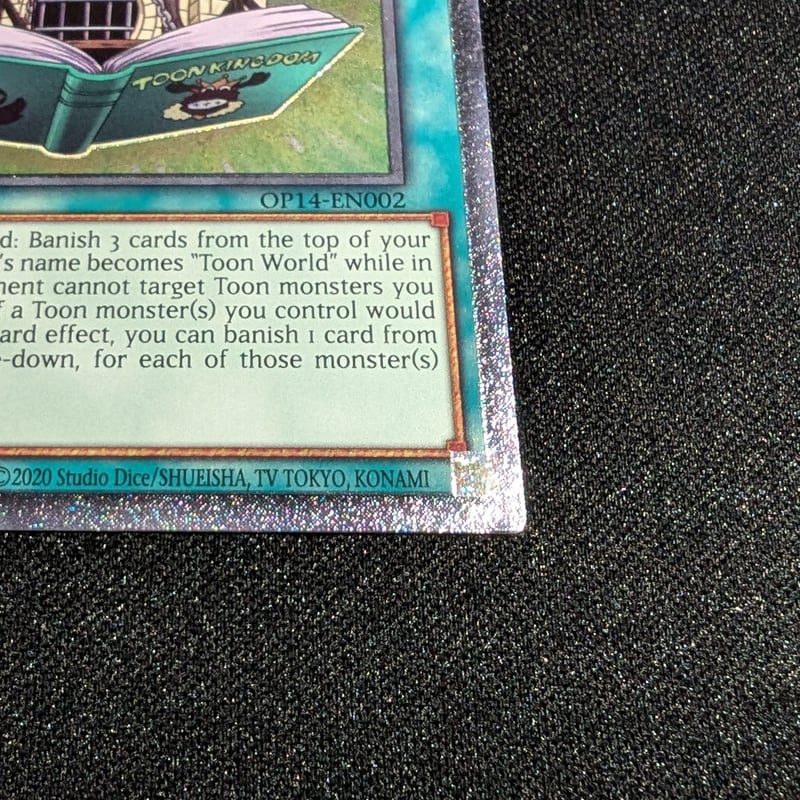 TOON KINGDOM
OP14-EN002
d: Banish 3 cards from the top of your
's name becomes "Toon World" while in
nent cannot target Toon monsters you
f a Toon monster(s) you control would
ard effect, you can banish 1 card from
e-down, for each of those monster(s)
©2020 Studio Dice/SHUEISHA, TV TOKYO, KONAMI